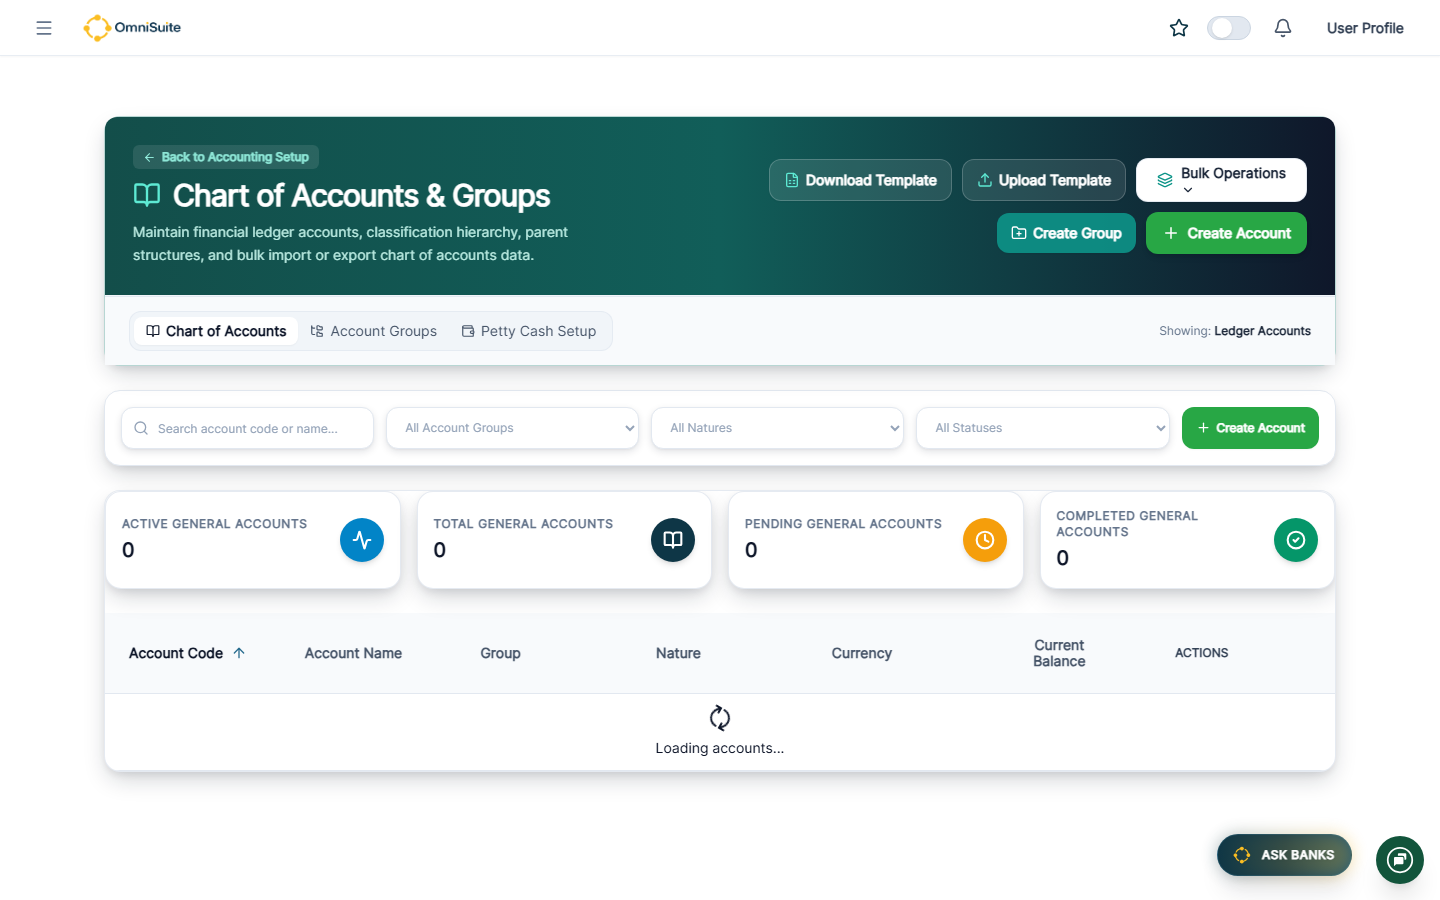 OmniSuite
User Profile
Back to Accounting Setup
Chart of Accounts & Groups
Maintain financial ledger accounts, classification hierarchy, parent
structures, and bulk import or export chart of accounts data.
Download Template
Upload Template
Bulk Operations
Create Group
Create Account
Chart of Accounts
Account Groups
Petty Cash Setup
Showing: Ledger Accounts
Search account code or name...
All Account Groups
All Natures
All Statuses
Create Account
ACTIVE GENERAL ACCOUNTS
0
TOTAL GENERAL ACCOUNTS
0
PENDING GENERAL ACCOUNTS
0
COMPLETED GENERAL
ACCOUNTS
0
Account Code
Account Name
Group
Nature
Currency
Current
Balance
ACTIONS
Loading accounts...
ASK BANKS